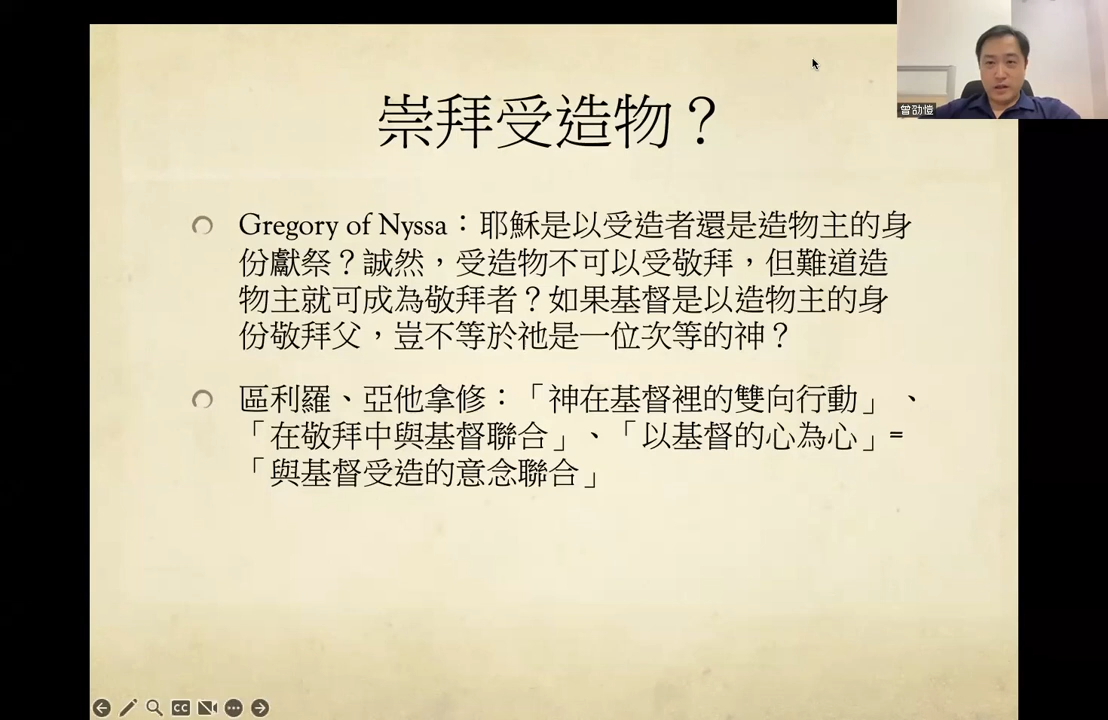 崇拜受造物？
曾劭愷
Gregory of Nyssa：耶穌是以受造者還是造物主的身
份獻祭？誠然，受造物不可以受敬拜，但難道造
物主就可成為敬拜者？如果基督是以造物主的身
份敬拜父，豈不等於祂是一位次等的神？
區利羅、亞他拿修：「神在基督裡的雙向行動」、
「在敬拜中與基督聯合」、「以基督的心為心」=
「與基督受造的意念聯合」
CC